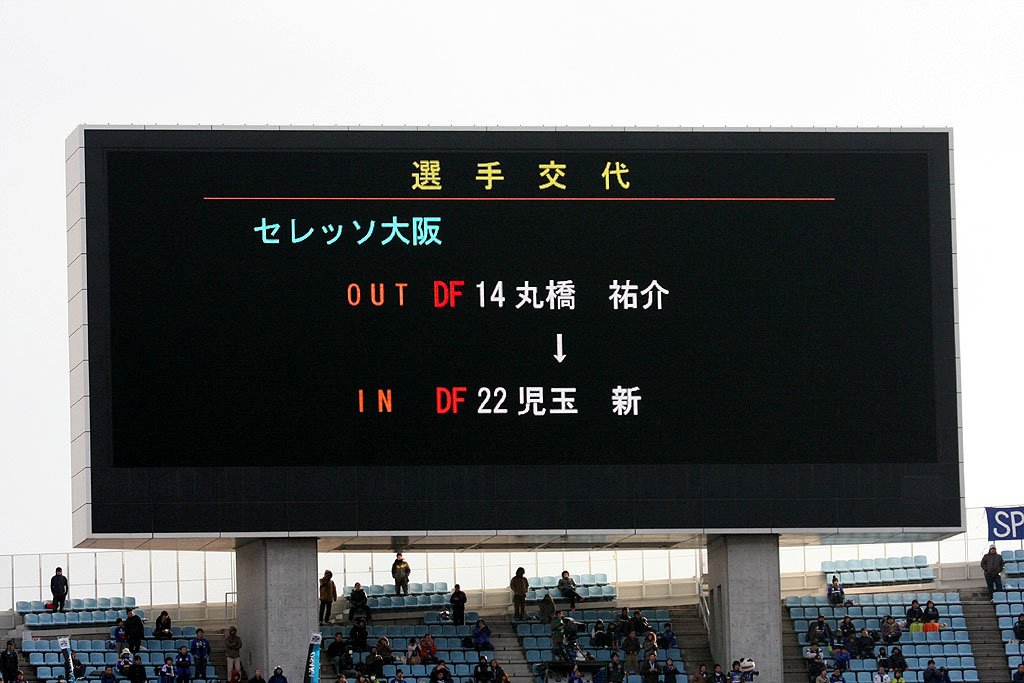 選手交代
セレッソ大阪
OUT DF 14 丸橋 祐介
↓
IN DF 22 児玉 新
SP